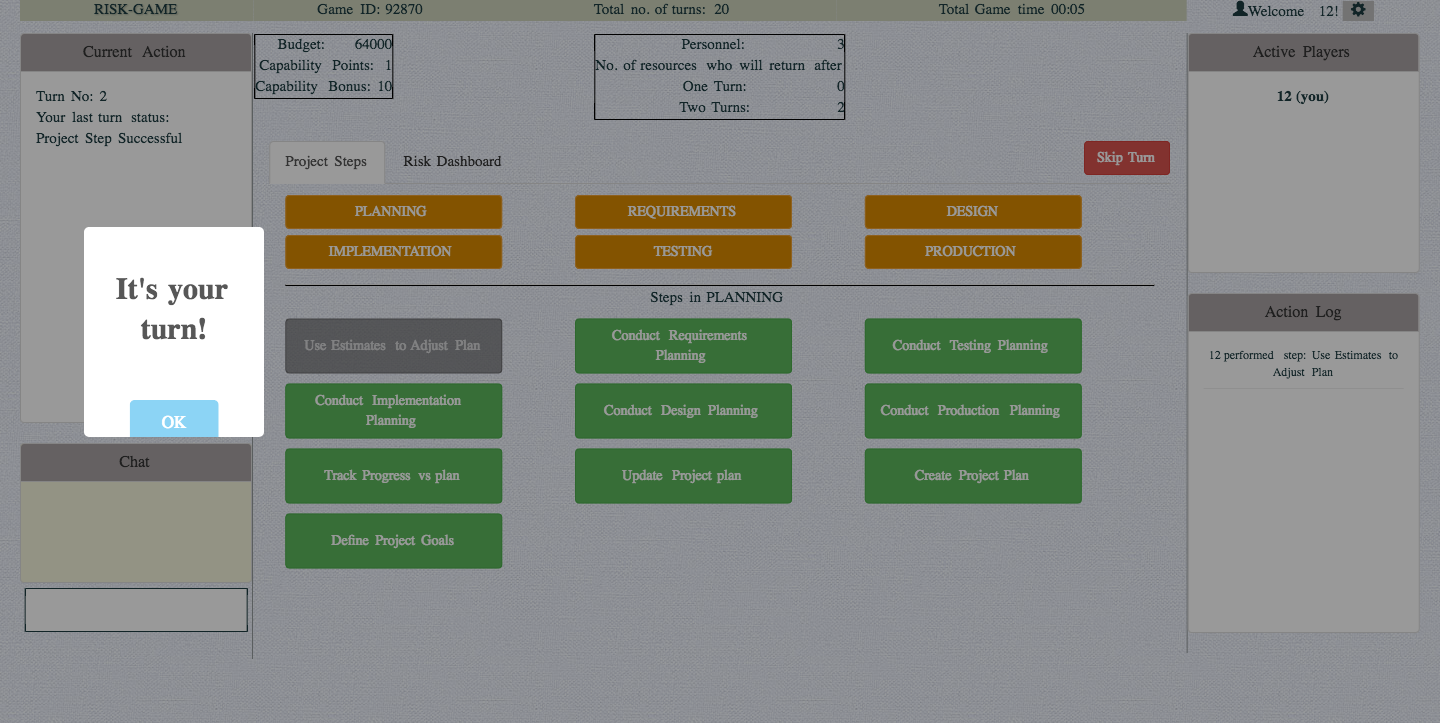 RISK-GAME
Game ID: 92870
Total no. of turns: 20
Total Game time 00:05
Welcome 12!
Current Action
Turn No: 2
Your last turn status:
Project Step Successful
It's your
turn!
OK
Chat
Budget: 64000
Capability Points: 1
Capability Bonus: 10
Personnel: 3
No. of resources who will return after
One Turn: 0
Two Turns: 2
Project Steps
Risk Dashboard
Skip Turn
PLANNING
REQUIREMENTS
DESIGN
IMPLEMENTATION
TESTING
PRODUCTION
Steps in PLANNING
Use Estimates to Adjust Plan
Conduct Requirements
Planning
Conduct Testing Planning
Conduct Implementation
Planning
Conduct Design Planning
Conduct Production Planning
Track Progress vs plan
Update Project plan
Create Project Plan
Define Project Goals
Active Players
12 (you)
Action Log
12 performed step: Use Estimates to
Adjust Plan